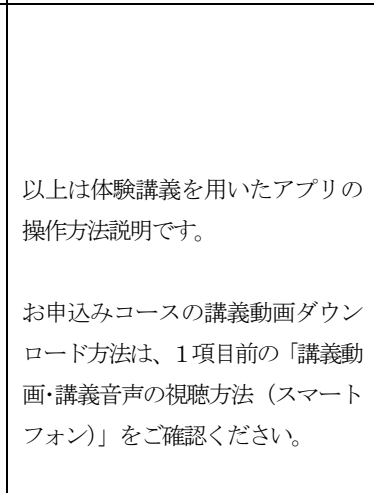 以上は体験講義を用いたアプリの
操作方法説明です。
お申込みコースの講義動画ダウン
ロード方法は、１項目前の「講義動
画・講義音声の視聴方法（スマート
フォン）」をご確認ください。